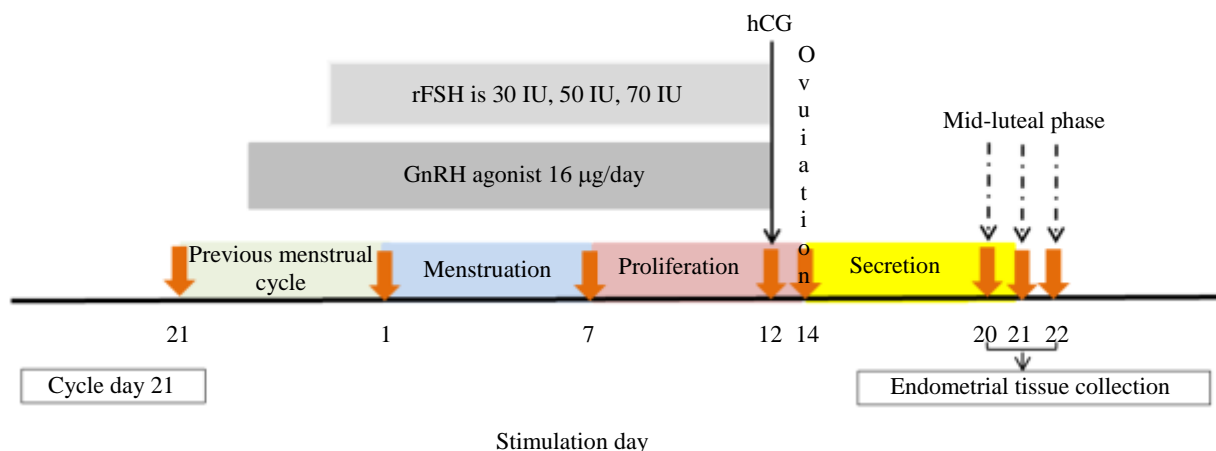 hCG
Ovuiation
rFSH is 30 IU, 50 IU, 70 IU
Mid-luteal phase
GnRH agonist 16 μg/day
Previous menstrual
cycle
Menstruation
Proliferation
Secretion
21 1 7 12 14 20 21 22
Cycle day 21
Endometrial tissue collection
Stimulation day